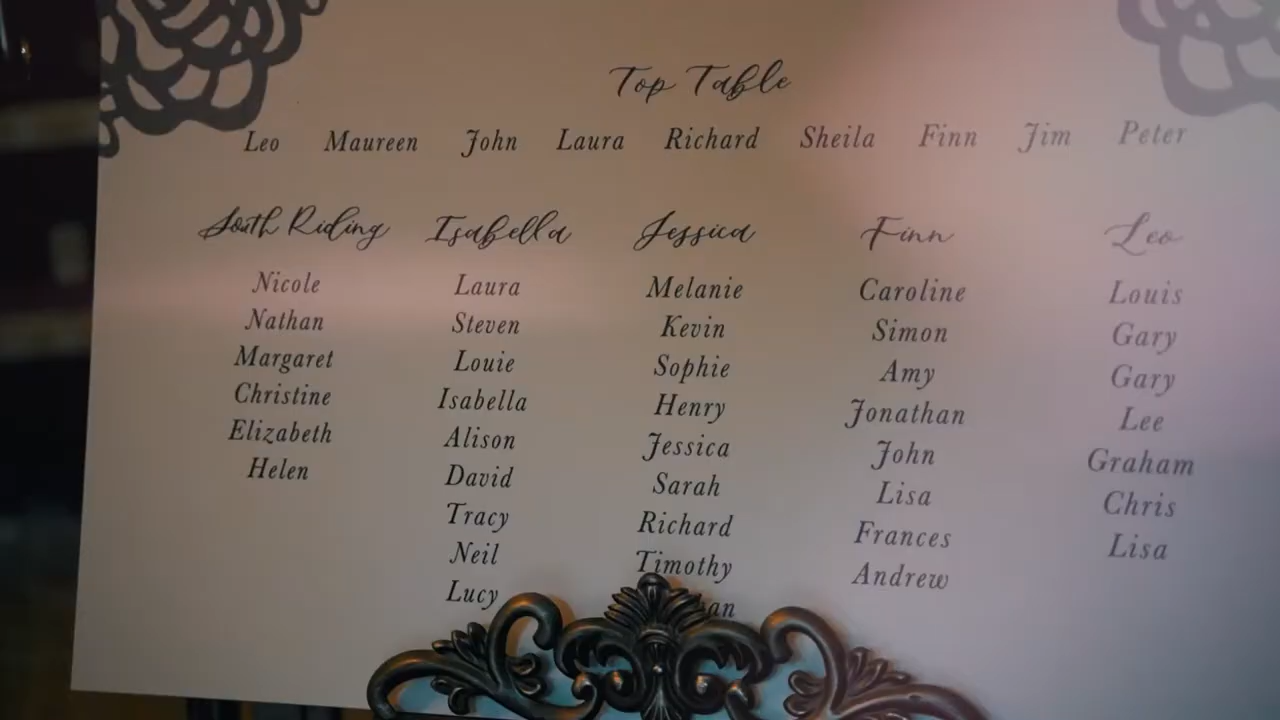 Top Table
Leo Maureen John Laura Richard Sheila Finn Jim Peter
South Riding
Nicole
Nathan
Margaret
Christine
Elizabeth
Helen
Isabella
Laura
Steven
Louie
Isabella
Alison
David
Tracy
Neil
Lucy
Jessica
Melanie
Kevin
Sophie
Henry
Jessica
Sarah
Richard
Timothy
Finn
Caroline
Simon
Amy
Jonathan
John
Lisa
Frances
Andrew
Leo
Louis
Gary
Gary
Lee
Graham
Chris
Lisa